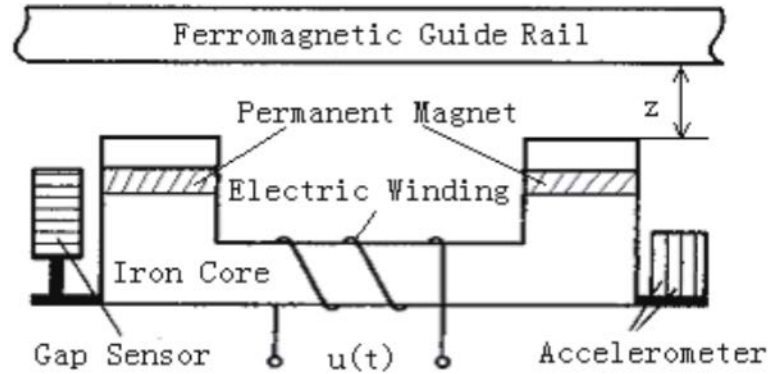 Ferromagnetic Guide Rail
Permanent Magnet
z
Electric Winding
Iron Core
Gap Sensor
u(t)
Accelerometer